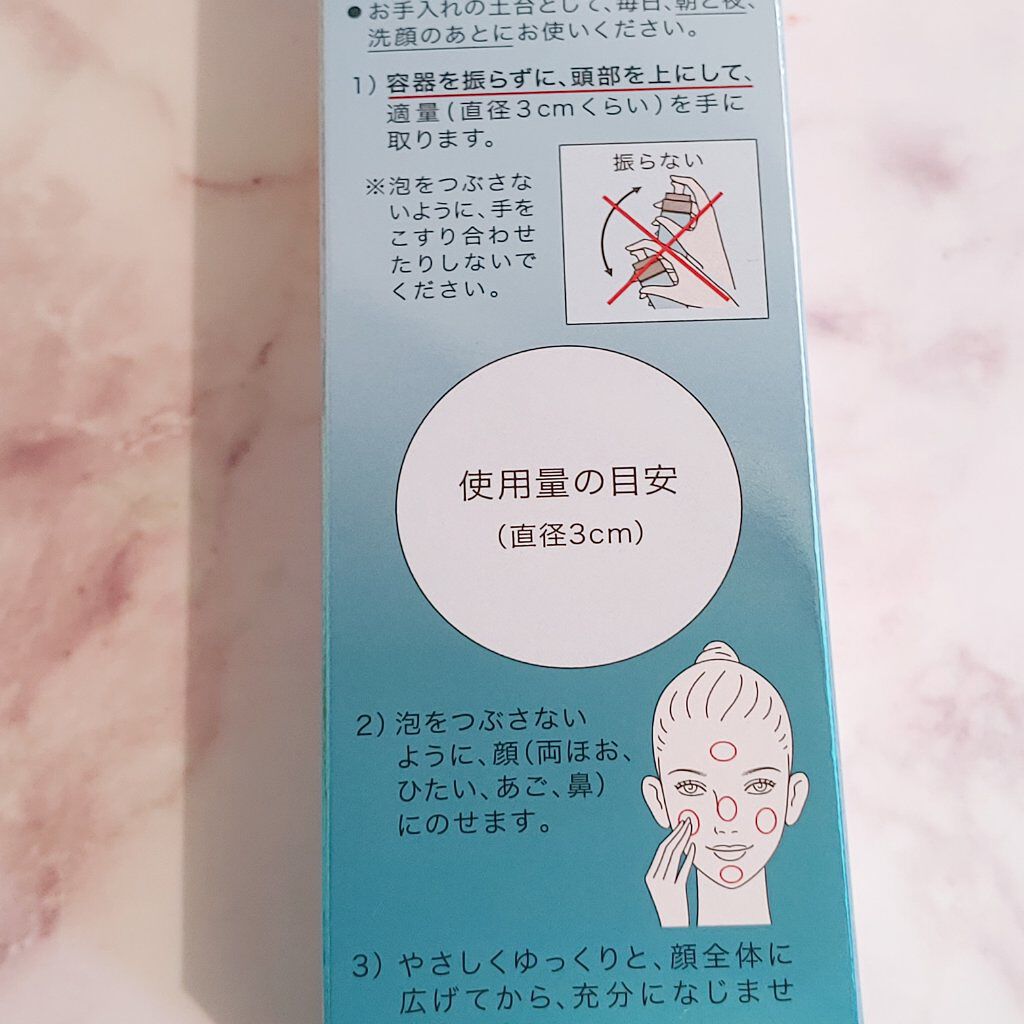 ●お手入れの土台として、毎日、朝と夜、
洗顔のあとにお使いください。
1) 容器を振らずに、頭部を上にして、
適量(直径3cmくらい)を手に
取ります。
※泡をつぶさな
いように、手を
こすり合わせ
たりしないで
ください。
振らない
使用量の目安
(直径3cm)
2) 泡をつぶさない
ように、顔(両ほお、
ひたい、あご、鼻)
にのせます。
3) やさしくゆっくりと、顔全体に
広げてから、充分になじませ